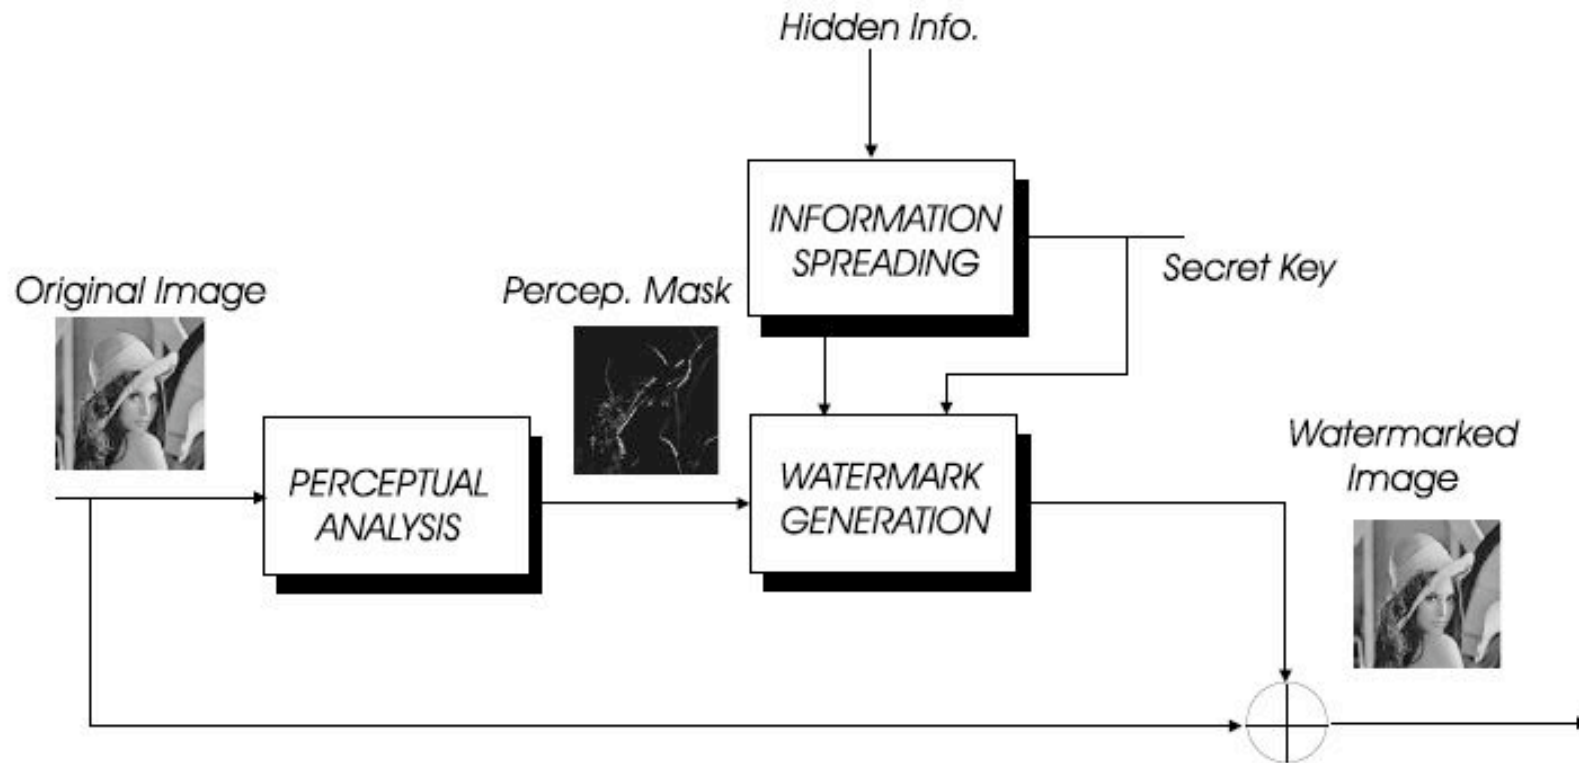 Hidden Info.
INFORMATION
SPREADING
Secret Key
Original Image
Percep. Mask
PERCEPTUAL
ANALYSIS
WATERMARK
GENERATION
Watermarked
Image